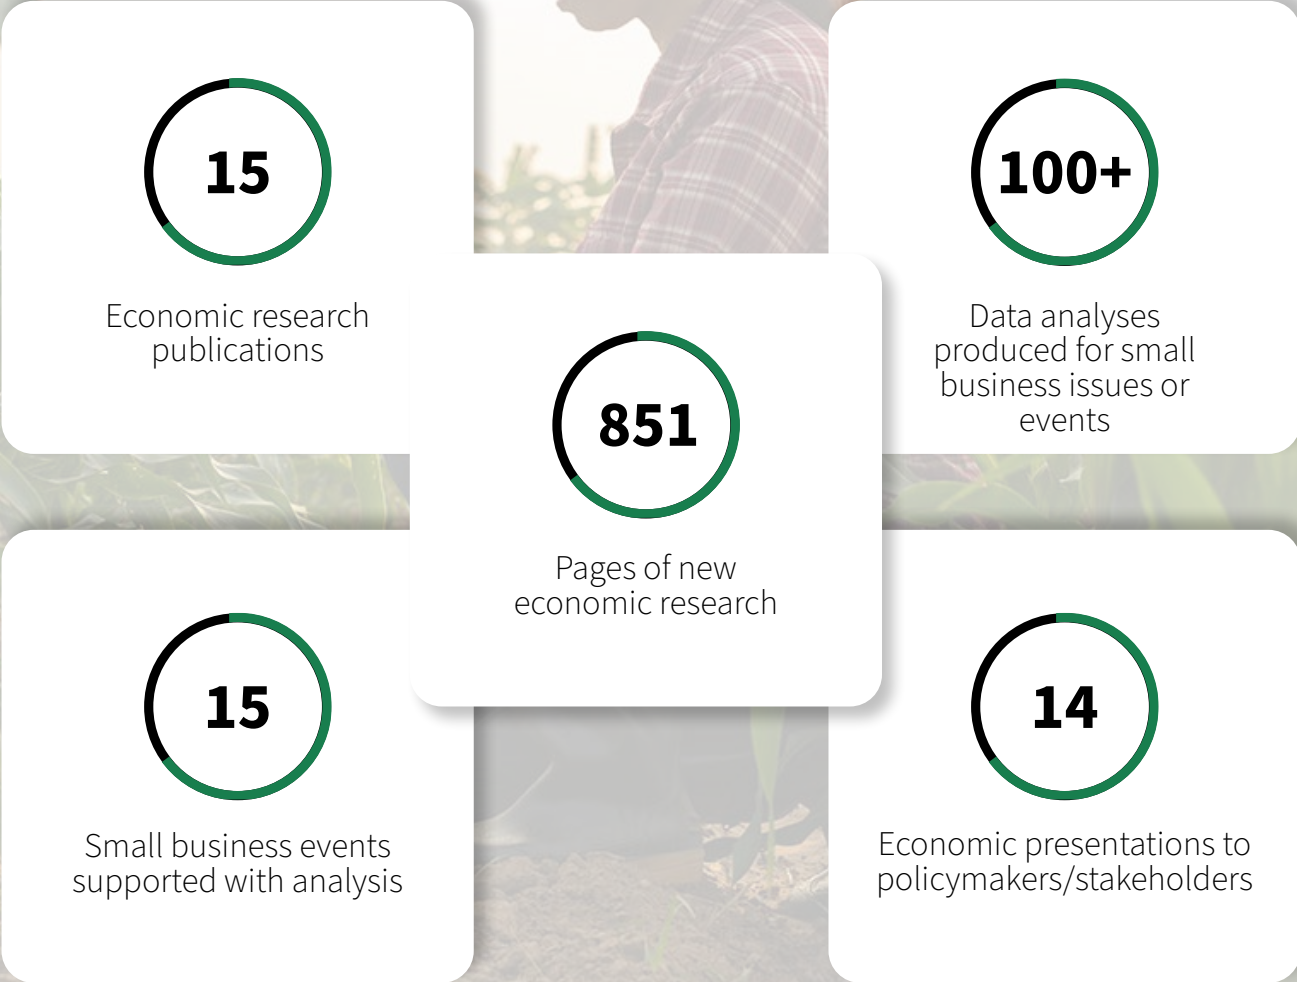 15
Economic research
publications
100+
Data analyses
produced for small
business issues or
events
851
Pages of new
economic research
15
Small business events
supported with analysis
14
Economic presentations to
policymakers/stakeholders